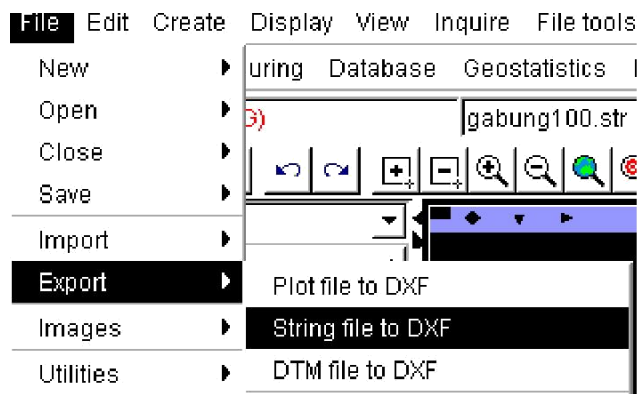 File Edit Create Display View Inquire File tools
New uring Database Geostatistics
Open gabung100.str
Close
Save
Import
Export Plot file to DXF
Images String file to DXF
Utilities DTM file to DXF